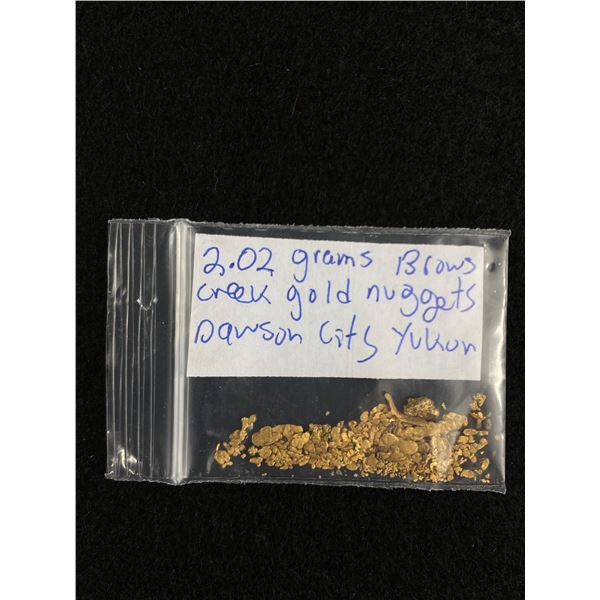 2.02 grams Brows
creek gold nuggets
Dawson City Yukon